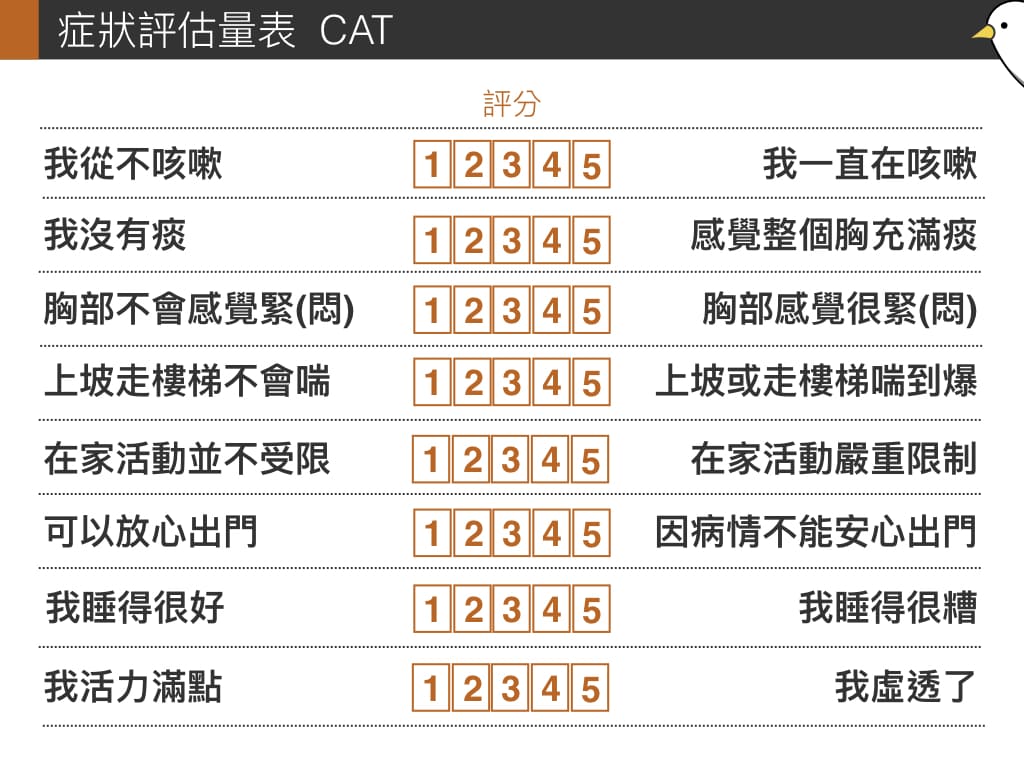 症狀評估量表 CAT
評分
我從不咳嗽 1 2 3 4 5 我一直在咳嗽
我沒有痰 1 2 3 4 5 感覺整個胸充滿痰
胸部不會感覺緊(悶) 1 2 3 4 5 胸部感覺很緊(悶)
上坡走樓梯不會喘 1 2 3 4 5 上坡或走樓梯喘到爆
在家活動並不受限 1 2 3 4 5 在家活動嚴重限制
可以放心出門 1 2 3 4 5 因病情不能安心出門
我睡得很好 1 2 3 4 5 我睡得很糟
我活力滿點 1 2 3 4 5 我虛透了